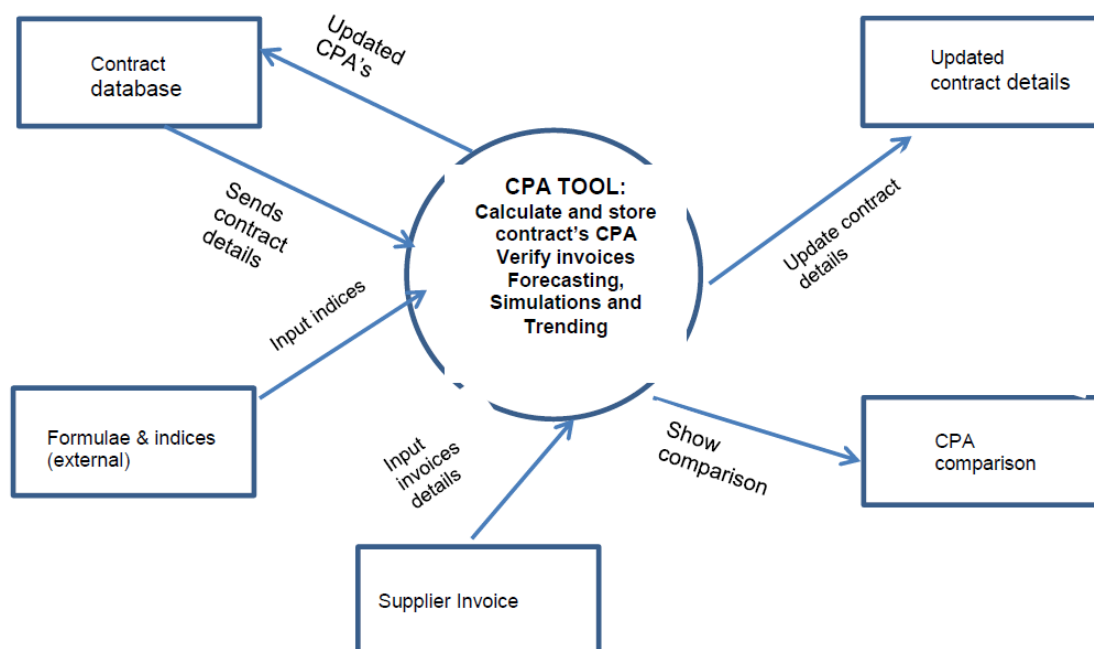 Contract
database
Updated
CPA's
Updated
contract details
Sends
contract
details
CPA TOOL:
Calculate and store
contract's CPA
Verify invoices
Forecasting,
Simulations and
Trending
Update contract
details
Input indices
Formulae & indices
(external)
Input
invoices
details
Show
comparison
CPA
comparison
Supplier Invoice